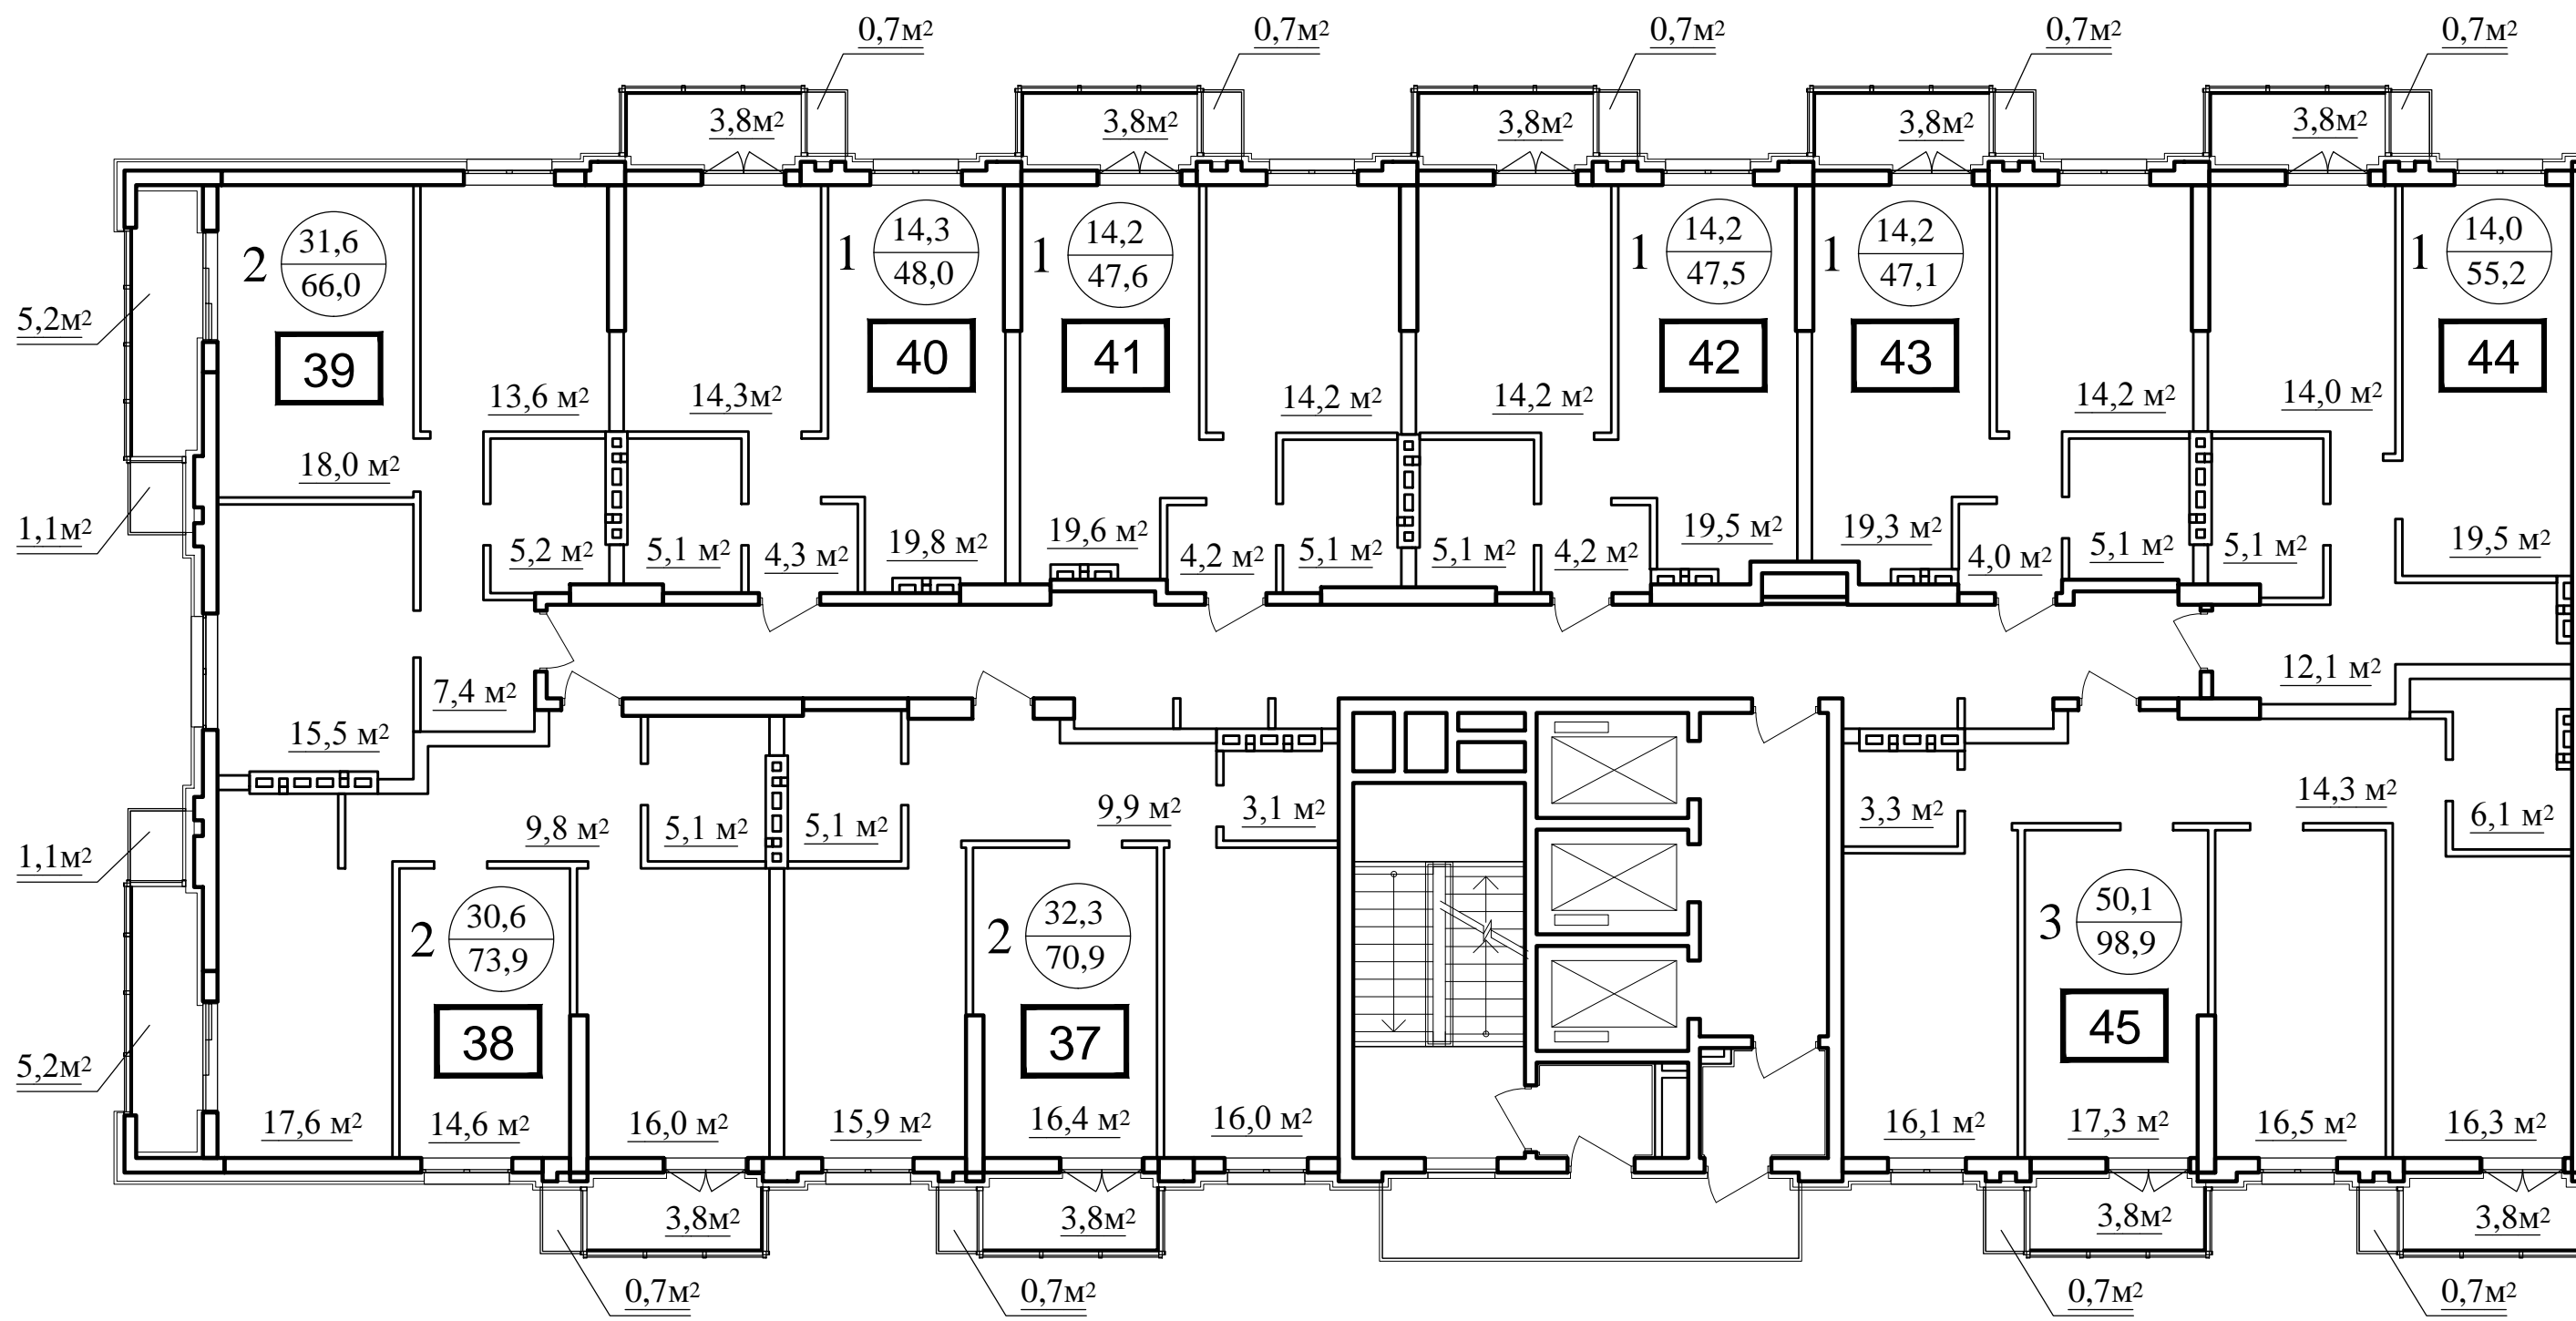 0,7м² 0,7м² 0,7м² 0,7м² 0,7м²
3,8м² 3,8м² 3,8м² 3,8м² 3,8м²
2 31,6 66,0
1 14,3 48,0
1 14,2 47,6
1 14,2 47,5
1 14,2 47,1
1 14,0 55,2
5,2м²
39 40 41 42 43 44
13,6 м² 14,3м² 14,2 м² 14,2 м² 14,2 м² 14,0 м²
18,0 м²
1,1м²
5,2 м² 5,1 м² 4,3 м² 19,8 м² 19,6 м² 4,2 м² 5,1 м² 5,1 м² 4,2 м² 19,5 м² 19,3 м² 4,0 м² 5,1 м² 5,1 м² 19,5 м²
7,4 м² 12,1 м²
15,5 м²
1,1м²
9,8 м² 5,1 м² 5,1 м² 9,9 м² 3,1 м² 3,3 м² 14,3 м² 6,1 м²
2 30,6 73,9
2 32,3 70,9
3 50,1 98,9
38 37 45
5,2м²
17,6 м² 14,6 м² 16,0 м² 15,9 м² 16,4 м² 16,0 м² 16,1 м² 17,3 м² 16,5 м² 16,3 м²
3,8м² 3,8м² 3,8м² 3,8м²
0,7м² 0,7м² 0,7м² 0,7м²